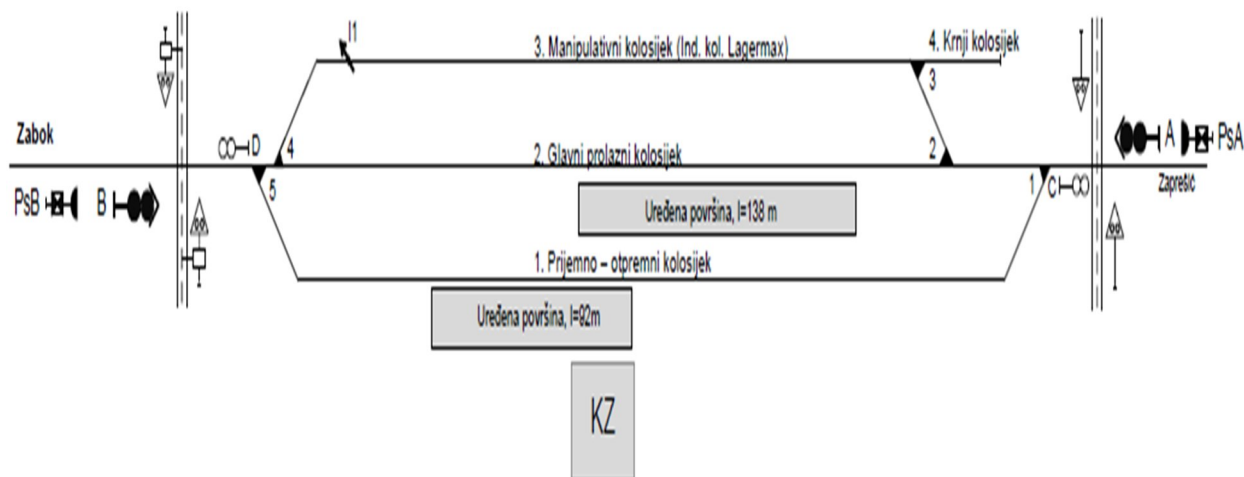 I1
3. Manipulativni kolosijek (Ind. kol. Lagermax)
4. Krnji kolosijek
3
Zabok
D
4
2. Glavni prolazni kolosijek
2
A
PsA
Zaprešić
PsB
B
5
1
C
Uređena površina, l=138 m
1. Prijemno – otpremni kolosijek
Uređena površina, l=92m
KZ